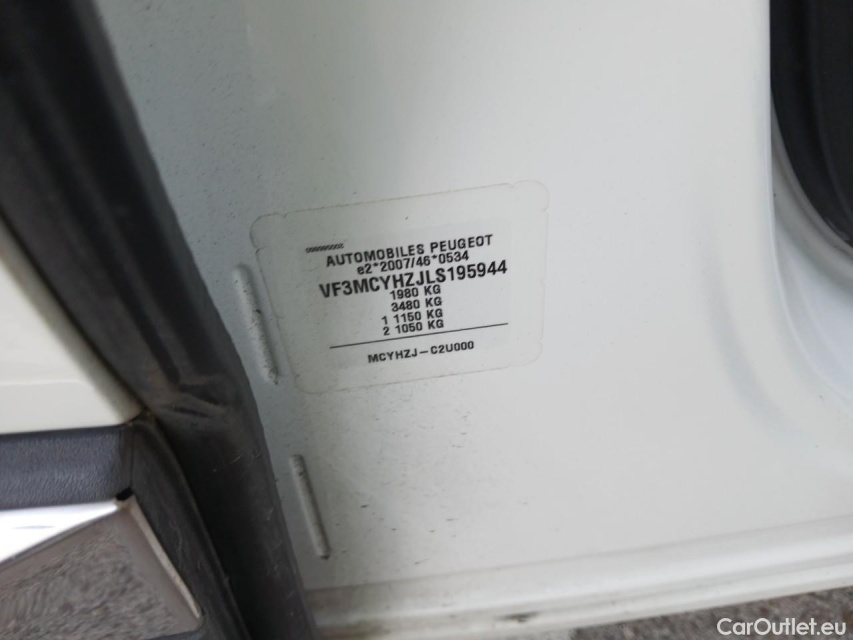 AUTOMOBILES PEUGEOT
e2*2007/46*0534
VF3MCYHZJLS195944
1980 KG
3480 KG
1 1150 KG
2 1050 KG
MCYHZJ-C2U000
CarOutlet.eu